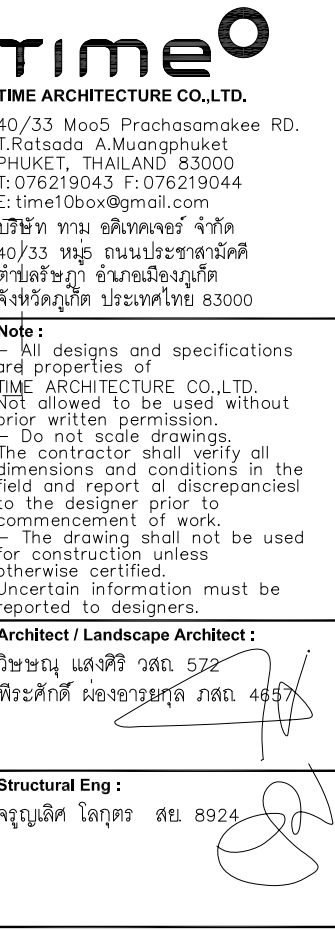 TIME O
TIME ARCHITECTURE CO.,LTD.
40/33 Moo5 Prachasamakee RD.
T.Ratsada A.Muangphuket
PHUKET, THAILAND 83000
T: 076219043 F: 076219044
E: time10box@gmail.com
บริษัท ทาม อคิเทคเจอร์ จำกัด
40/33 หมู่5 ถนนประชาสามัคคี
ตำบลรัษฎา อำเภอเมืองภูเก็ต
จังหวัดภูเก็ต ประเทศไทย 83000
Note :
- All designs and specifications
are properties of
TIME ARCHITECTURE CO.,LTD.
Not allowed to be used without
prior written permission.
- Do not scale drawings.
The contractor shall verify all
dimensions and conditions in the
field and report al discrepanciesl
to the designer prior to
commencement of work.
- The drawing shall not be used
for construction unless
otherwise certified.
Uncertain information must be
reported to designers.
Architect / Landscape Architect :
วิษษณุ แสงศิริ วสถ. 572
พีระศักดิ์ ผ่องอารยกุล ภสถ. 4657
Structural Eng :
จรูญเลิศ โลกุตร สย. 8924